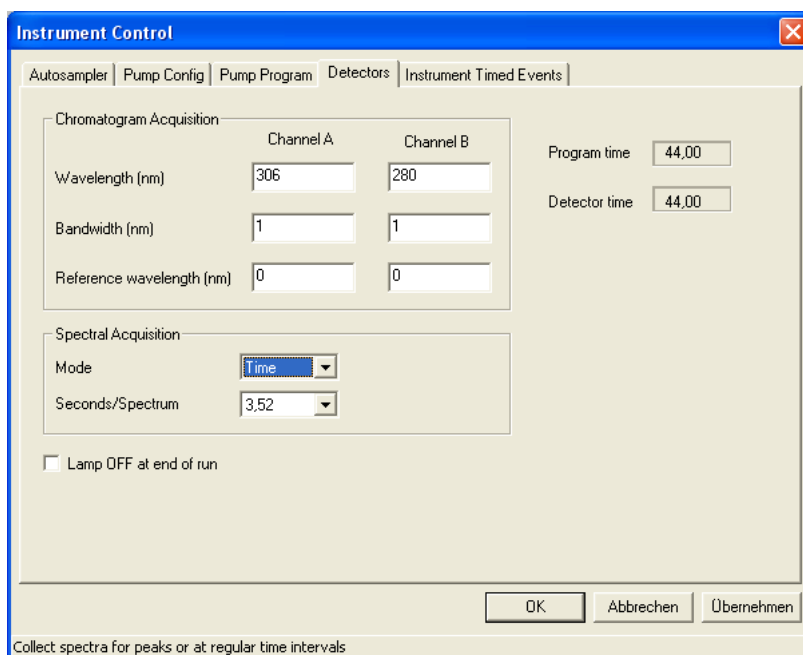 Instrument Control
Autosampler Pump Config Pump Program Detectors Instrument Timed Events
Chromatogram Acquisition
Channel A Channel B
Wavelength (nm) 306 280
Bandwidth (nm) 1 1
Reference wavelength (nm) 0 0
Program time 44,00
Detector time 44,00
Spectral Acquisition
Mode Time
Seconds/Spectrum 3,52
Lamp OFF at end of run
OK Abbrechen Übernehmen
Collect spectra for peaks or at regular time intervals